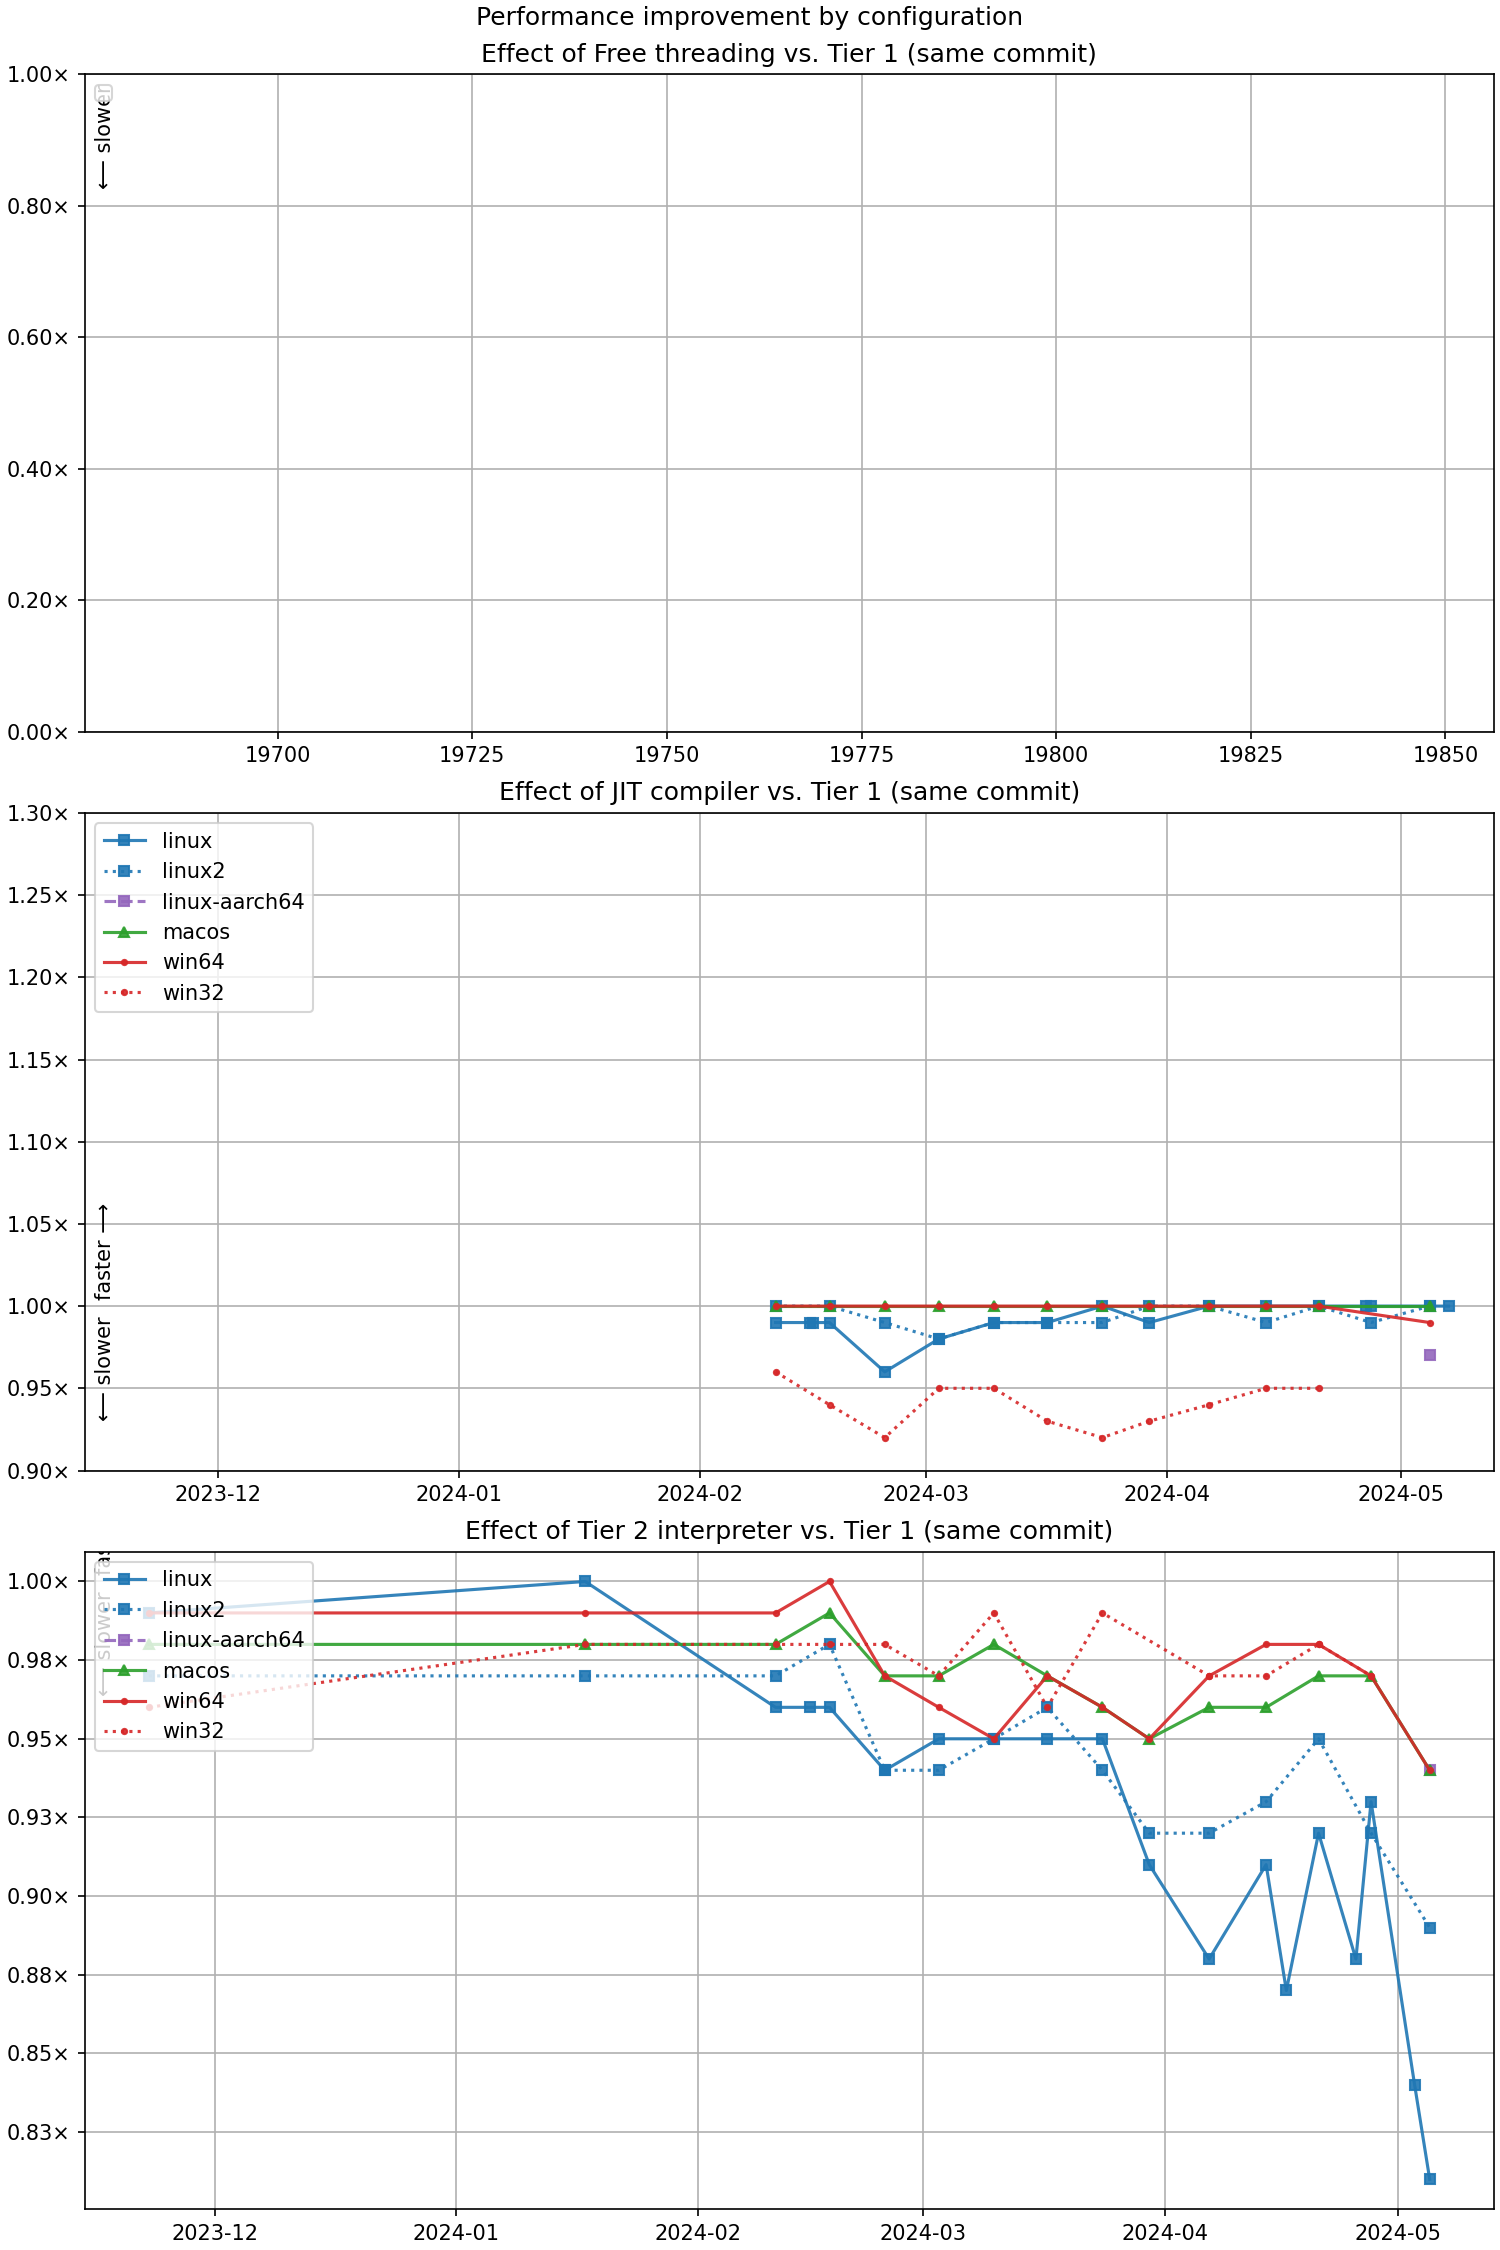 Performance improvement by configuration
Effect of Free threading vs. Tier 1 (same commit)
1.00×
0.80×
0.60×
0.40×
0.20×
0.00×
⟵ slower
19700 19725 19750 19775 19800 19825 19850
Effect of JIT compiler vs. Tier 1 (same commit)
1.30×
1.25×
1.20×
1.15×
1.10×
1.05×
1.00×
0.95×
0.90×
linux
linux2
linux-aarch64
macos
win64
win32
⟵ slower faster ⟶
2023-12 2024-01 2024-02 2024-03 2024-04 2024-05
Effect of Tier 2 interpreter vs. Tier 1 (same commit)
1.00×
0.98×
0.95×
0.93×
0.90×
0.88×
0.85×
0.83×
linux
linux2
linux-aarch64
macos
win64
win32
⟵ slower
2023-12 2024-01 2024-02 2024-03 2024-04 2024-05